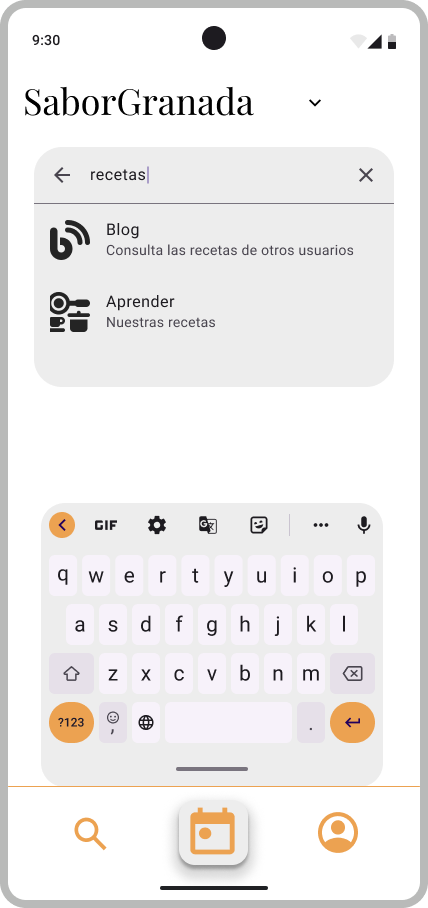 9:30
SaborGranada
recetas
Blog
Consulta las recetas de otros usuarios
Aprender
Nuestras recetas
GIF
q w e r t y u i o p
a s d f g h j k l
z x c v b n m
?123 , .